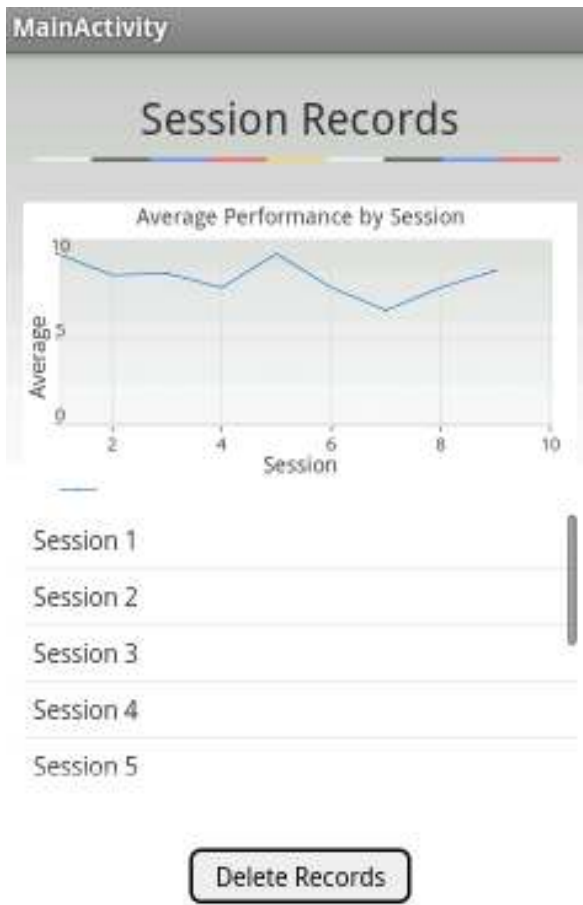 MainActivity
Session Records
Average Performance by Session
10
5
0
Average
2 4 6 8 10
Session
Session 1
Session 2
Session 3
Session 4
Session 5
Delete Records